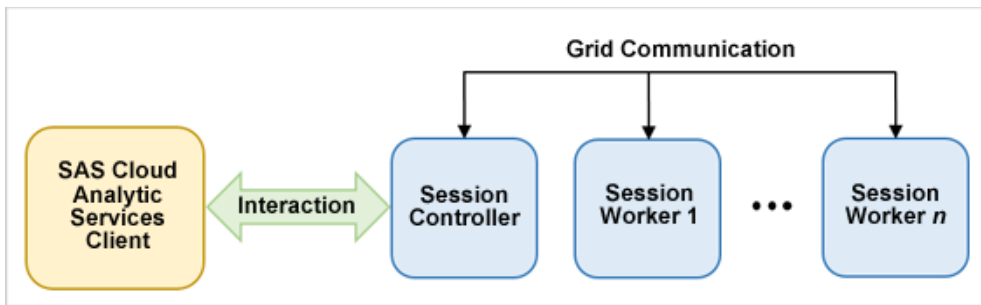 Grid Communication
SAS Cloud
Analytic
Services
Client
Interaction
Session
Controller
Session
Worker 1
•••
Session
Worker n